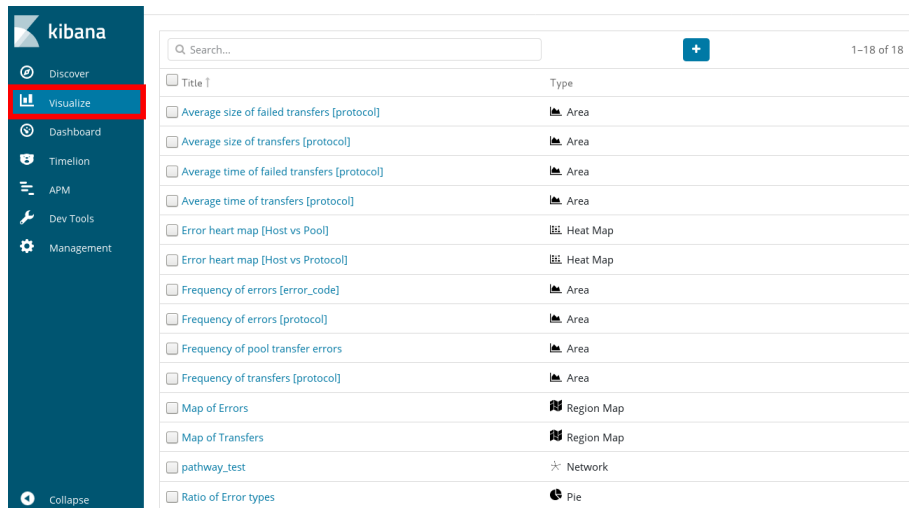 kibana
Discover
Visualize
Dashboard
Timelion
APM
Dev Tools
Management
Collapse
Search...
+
1–18 of 18
Title ↑
Type
Average size of failed transfers [protocol] Area
Average size of transfers [protocol] Area
Average time of failed transfers [protocol] Area
Average time of transfers [protocol] Area
Error heart map [Host vs Pool] Heat Map
Error heart map [Host vs Protocol] Heat Map
Frequency of errors [error_code] Area
Frequency of errors [protocol] Area
Frequency of pool transfer errors Area
Frequency of transfers [protocol] Area
Map of Errors Region Map
Map of Transfers Region Map
pathway_test Network
Ratio of Error types Pie